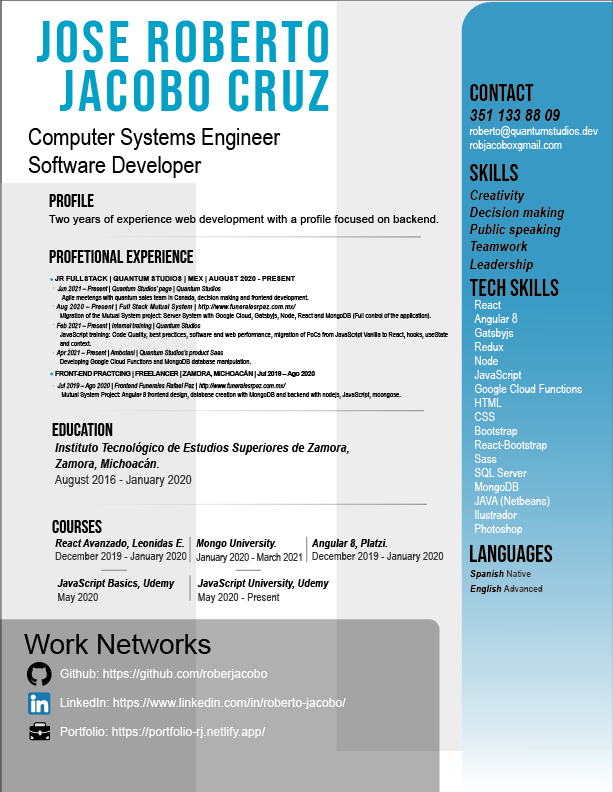 JOSE ROBERTO
JACOBO CRUZ
Computer Systems Engineer
Software Developer
PROFILE
Two years of experience web development with a profile focused on backend.
PROFETIONAL EXPERIENCE
JR FULLSTACK | QUANTUM STUDIOS | MEX | AUGUST 2020 - PRESENT
Jun 2021 – Present | Quantum Studios' page | Quantum Studios
Agile meetengs with quantum sales team in Canada, decision making and frontend development.
Aug 2020 – Present | Full Stack Mutual System | http://www.funeralesrpaz.com.mx/
Migration of the Mutual System project: Server System with Google Cloud, Gatsbyjs, Node, React and MongoDB (Full control of the application).
Feb 2021 – Present | Internal training | Quantum Studios
JavaScript training: Code Quality, best practices, software and web performance, migration of PoCs from JavaScript Vanilla to React, hooks, useState
and context.
Apr 2021 – Present | Ambotani | Quantum Studios's product Saas
Developing Google Cloud Functions and MongoDB database manipulation.
FRONT-END PRACTCING | FREELANCER | ZAMORA, MICHOACÁN | Jul 2019 – Ago 2020
Jul 2019 – Ago 2020 | Frontend Funerales Rafael Paz | http://www.funeralesrpaz.com.mx/
Mutual System Project: Angular 8 frontend design, database creation with MongoDB and backend with nodejs, JavaScript, moongose.
EDUCATION
Instituto Tecnológico de Estudios Superiores de Zamora,
Zamora, Michoacán.
August 2016 - January 2020
COURSES
React Avanzado, Leonidas E.
December 2019 - January 2020
Mongo University.
January 2020 - March 2021
Angular 8, Platzi.
December 2019 - January 2020
JavaScript Basics, Udemy
May 2020
JavaScript University, Udemy
May 2020 - Present
Work Networks
Github: https://github.com/roberjacobo
LinkedIn: https://www.linkedin.com/in/roberto-jacobo/
Portfolio: https://portfolio-rj.netlify.app/
CONTACT
351 133 88 09
roberto@quantumstudios.dev
robjacoboxgmail.com
SKILLS
Creativity
Decision making
Public speaking
Teamwork
Leadership
TECH SKILLS
React
Angular 8
Gatsbyjs
Redux
Node
JavaScript
Google Cloud Functions
HTML
CSS
Bootstrap
React-Bootstrap
Sass
SQL Server
MongoDB
JAVA (Netbeans)
Ilustrador
Photoshop
LANGUAGES
Spanish Native
English Advanced